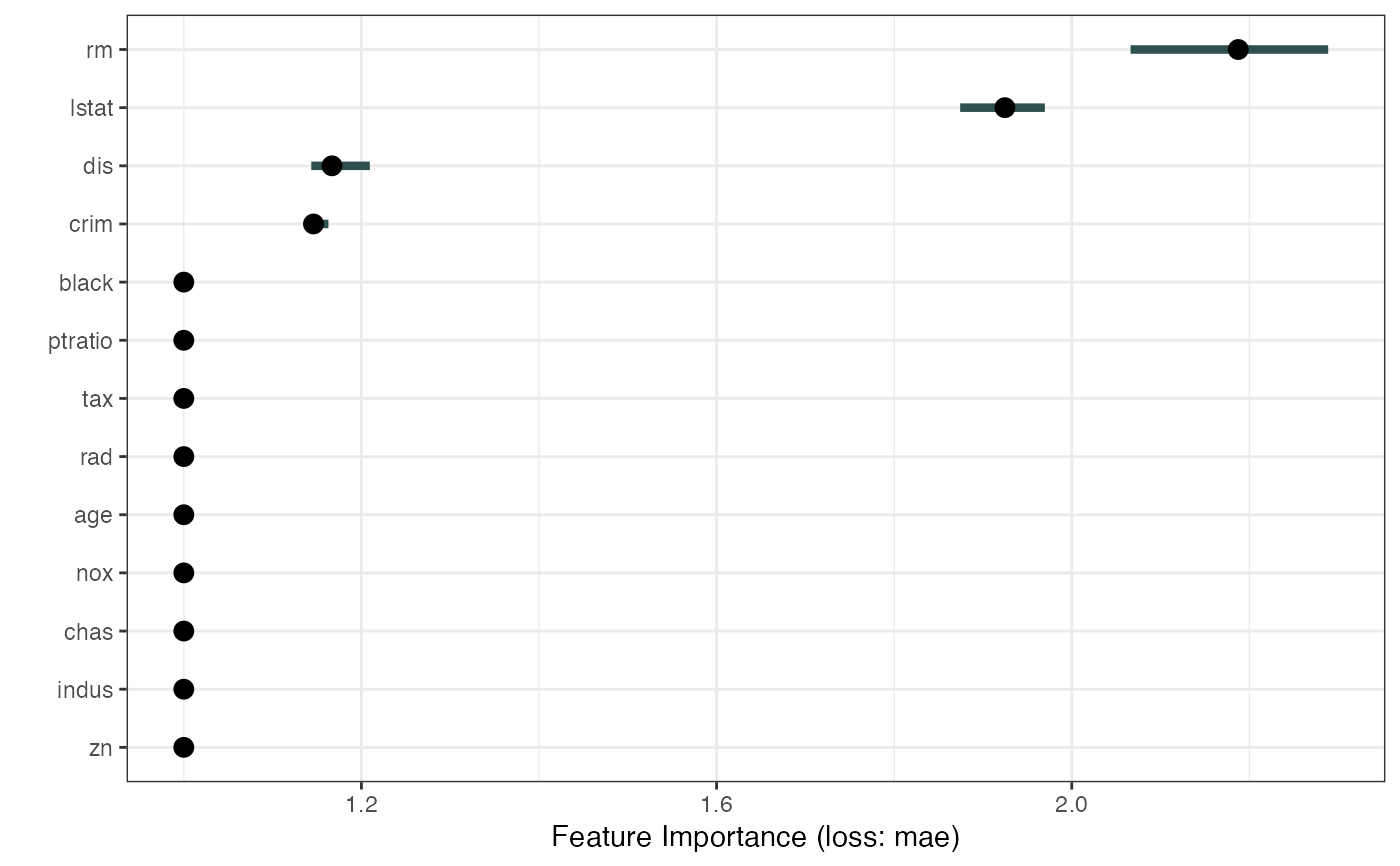 rm
lstat
dis
crim
black
ptratio
tax
rad
age
nox
chas
indus
zn
1.2 1.6 2.0
Feature Importance (loss: mae)